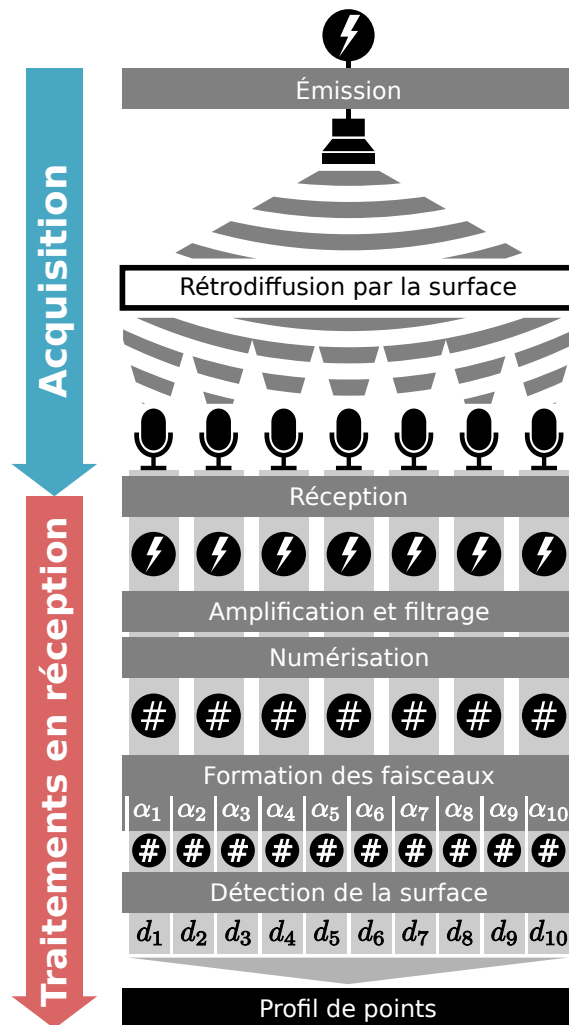 Émission
Acquisition
Rétrodiffusion par la surface
Réception
Traitements en réception
Amplification et filtrage
Numérisation
# # # # # # #
Formation des faisceaux
α1 α2 α3 α4 α5 α6 α7 α8 α9 α10
# # # # # # # # # #
Détection de la surface
d1 d2 d3 d4 d5 d6 d7 d8 d9 d10
Profil de points